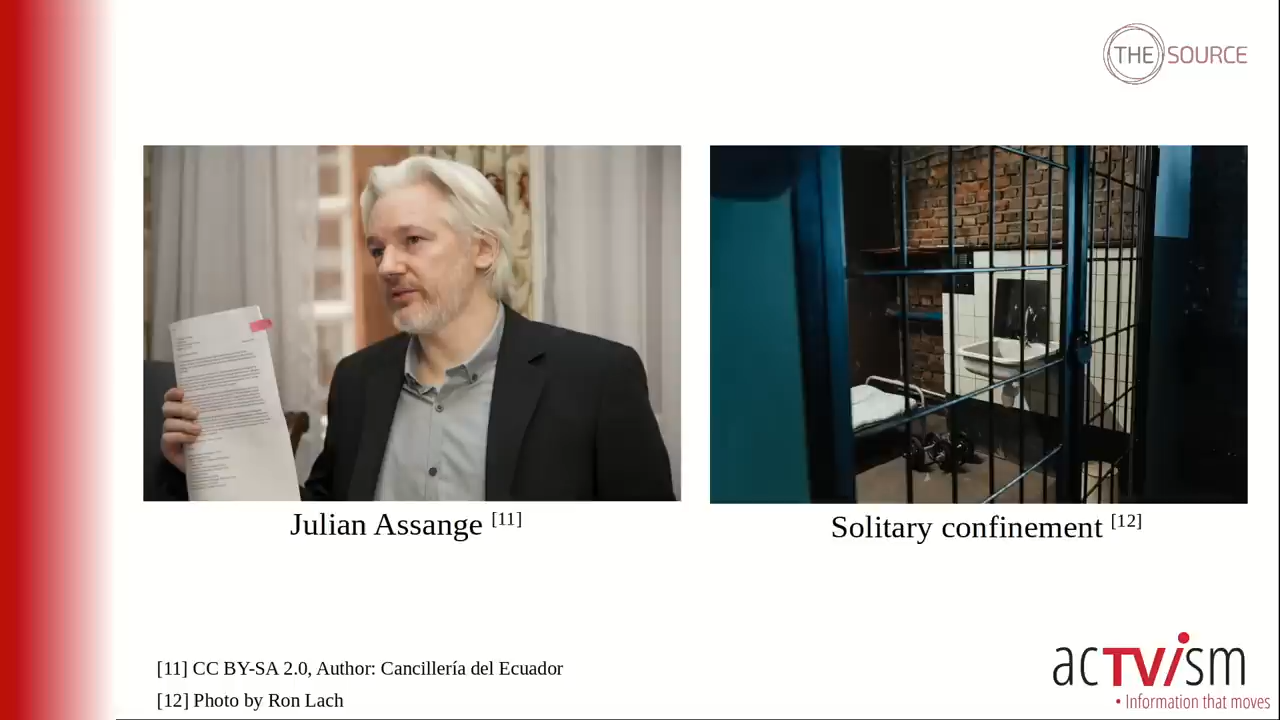 THE SOURCE
Julian Assange [11]
Solitary confinement [12]
[11] CC BY-SA 2.0, Author: Cancillería del Ecuador
[12] Photo by Ron Lach
acTVism
• Information that moves